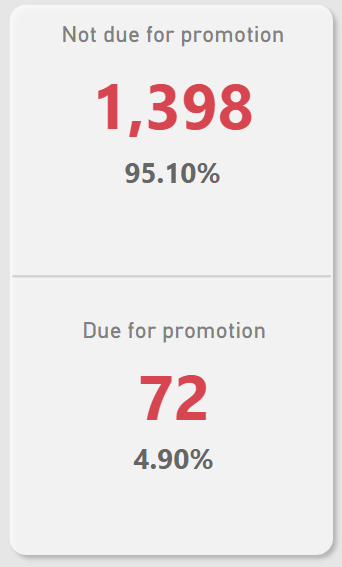 Not due for promotion
1,398
95.10%
Due for promotion
72
4.90%